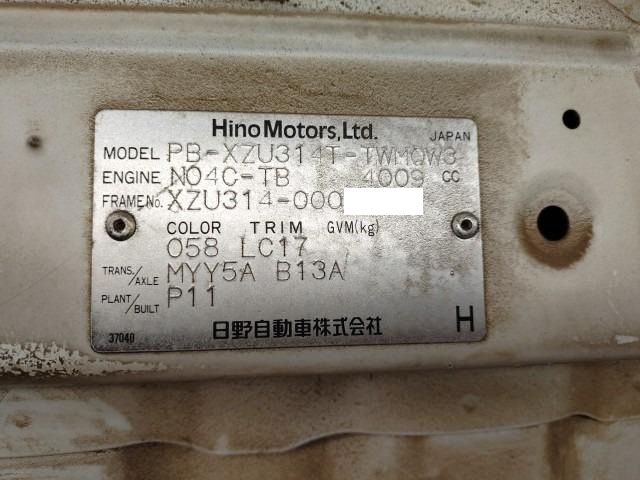 Hino Motors, Ltd. JAPAN
MODEL PB-XZU314T-TWMQW3
ENGINE N04C-TB 4009 CC
FRAME No. XZU314-000
COLOR TRIM GVM(kg)
058 LC17
TRANS./AXLE MYY5A B13A
PLANT/BUILT P11
37040 日野自動車株式会社 H